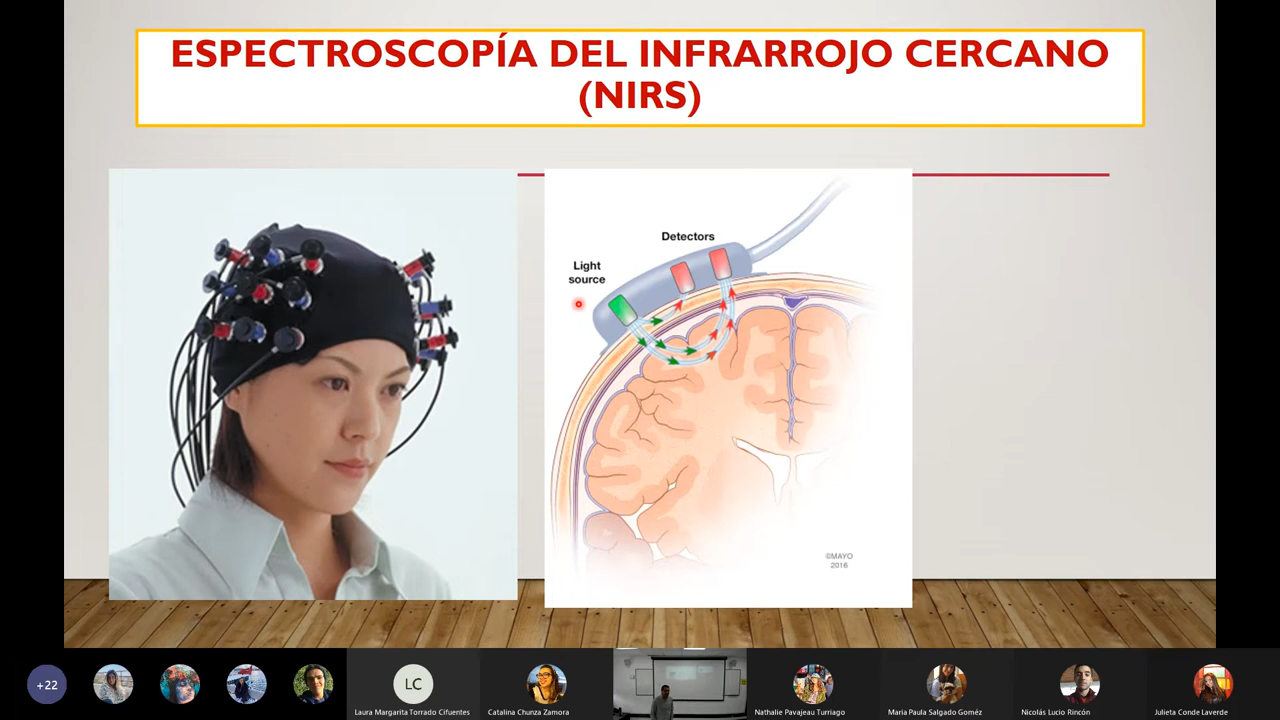 ESPECTROSCOPÍA DEL INFRARROJO CERCANO
(NIRS)
Detectors
Light
source
©MAYO
2016
+22
LC
Laura Margarita Torrado Cifuentes
Catalina Chunza Zamora
Nathalie Pavajeau Turriago
Maria Paula Salgado Goméz
Nicolás Lucio Rincón
Julieta Conde Laverde